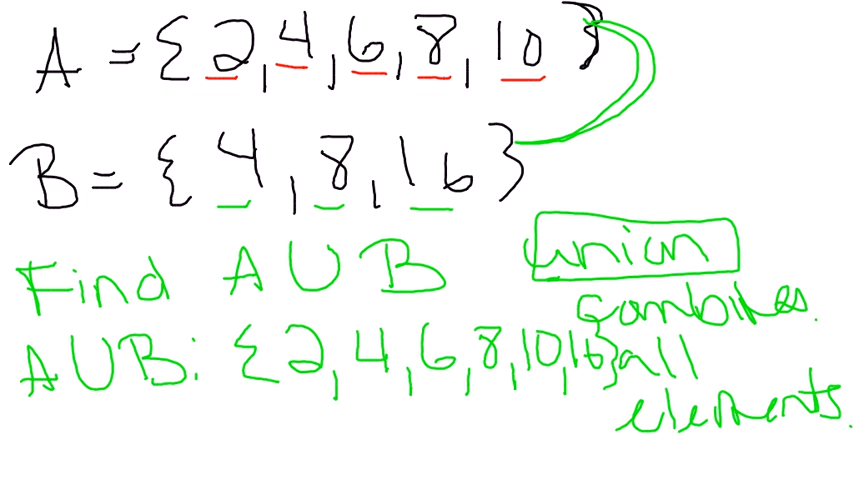 A = {2, 4, 6, 8, 10}
B = {4, 8, 16}
Find A U B
union
combines
A U B: {2, 4, 6, 8, 10, 16}
all
elements.